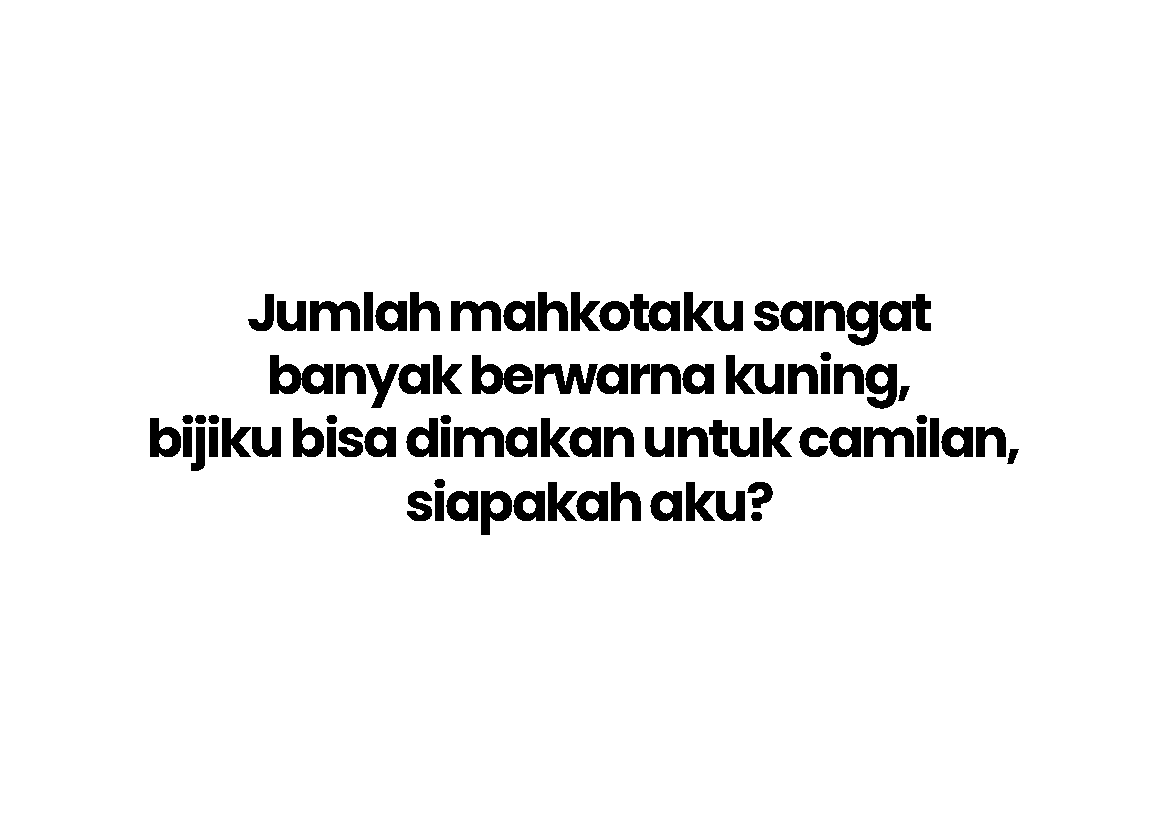 Jumlah mahkotaku sangat
banyak berwarna kuning,
bijiku bisa dimakan untuk camilan,
siapakah aku?